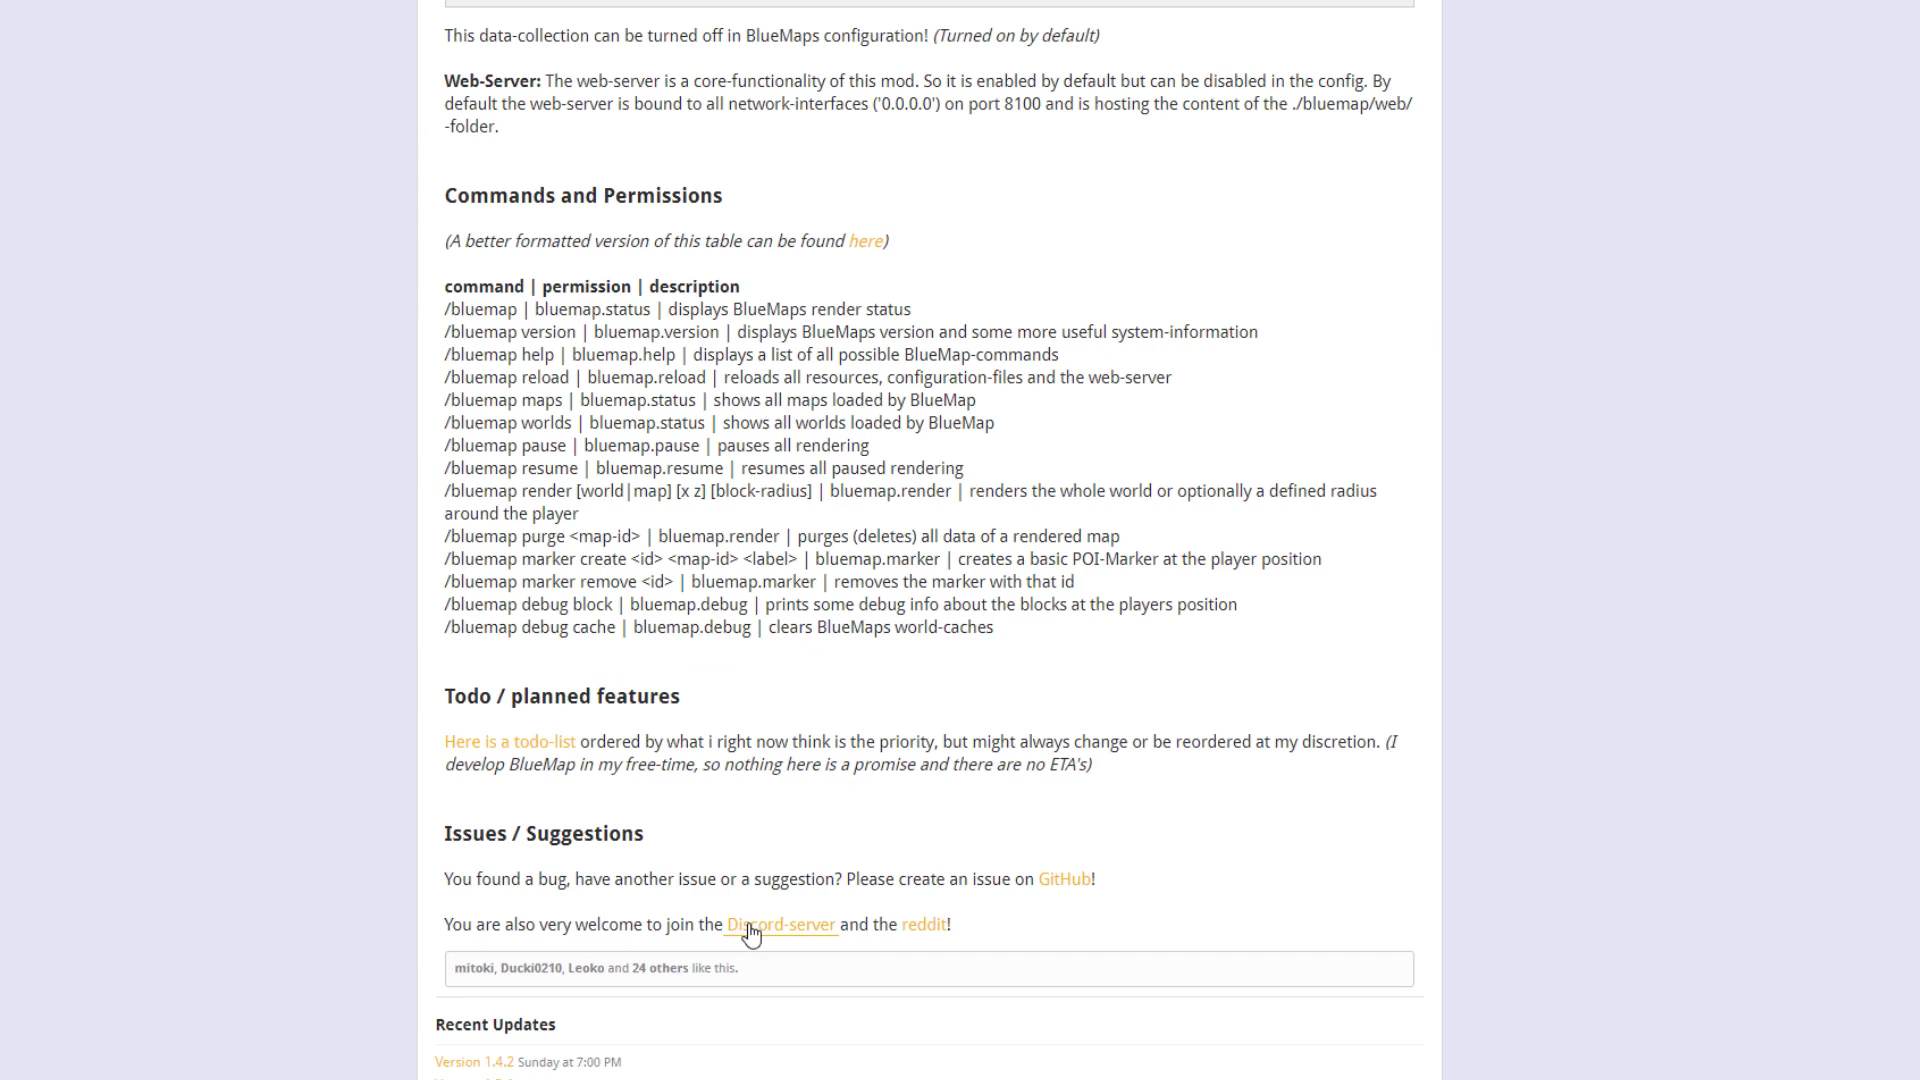 This data-collection can be turned off in BlueMaps configuration! (Turned on by default)
Web-Server: The web-server is a core-functionality of this mod. So it is enabled by default but can be disabled in the config. By
default the web-server is bound to all network-interfaces ('0.0.0.0') on port 8100 and is hosting the content of the ./bluemap/web/
-folder.
Commands and Permissions
(A better formatted version of this table can be found here)
command | permission | description
/bluemap | bluemap.status | displays BlueMaps render status
/bluemap version | bluemap.version | displays BlueMaps version and some more useful system-information
/bluemap help | bluemap.help | displays a list of all possible BlueMap-commands
/bluemap reload | bluemap.reload | reloads all resources, configuration-files and the web-server
/bluemap maps | bluemap.status | shows all maps loaded by BlueMap
/bluemap worlds | bluemap.status | shows all worlds loaded by BlueMap
/bluemap pause | bluemap.pause | pauses all rendering
/bluemap resume | bluemap.resume | resumes all paused rendering
/bluemap render [world|map] [x z] [block-radius] | bluemap.render | renders the whole world or optionally a defined radius
around the player
/bluemap purge <map-id> | bluemap.render | purges (deletes) all data of a rendered map
/bluemap marker create <id> <map-id> <label> | bluemap.marker | creates a basic POI-Marker at the player position
/bluemap marker remove <id> | bluemap.marker | removes the marker with that id
/bluemap debug block | bluemap.debug | prints some debug info about the blocks at the players position
/bluemap debug cache | bluemap.debug | clears BlueMaps world-caches
Todo / planned features
Here is a todo-list ordered by what i right now think is the priority, but might always change or be reordered at my discretion. (I
develop BlueMap in my free-time, so nothing here is a promise and there are no ETA's)
Issues / Suggestions
You found a bug, have another issue or a suggestion? Please create an issue on GitHub!
You are also very welcome to join the Discord-server and the reddit!
mitoki, Ducki0210, Leoko and 24 others like this.
Recent Updates
Version 1.4.2 Sunday at 7:00 PM